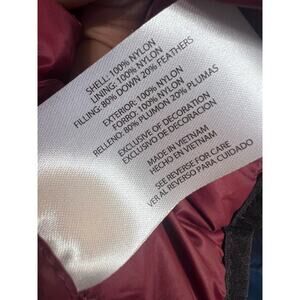 SHELL: 100% NYLON
LINING: 100% NYLON
FILLING: 80% DOWN 20% FEATHERS
EXTERIOR: 100% NYLON
FORRO: 100% NYLON
RELLENO: 80% PLUMON 20% PLUMAS
EXCLUSIVE OF DECORATION
EXCLUSIVO DE DECORACION
MADE IN VIETNAM
HECHO EN VIETNAM
SEE REVERSE FOR CARE
VER AL REVERSO PARA CUIDADO